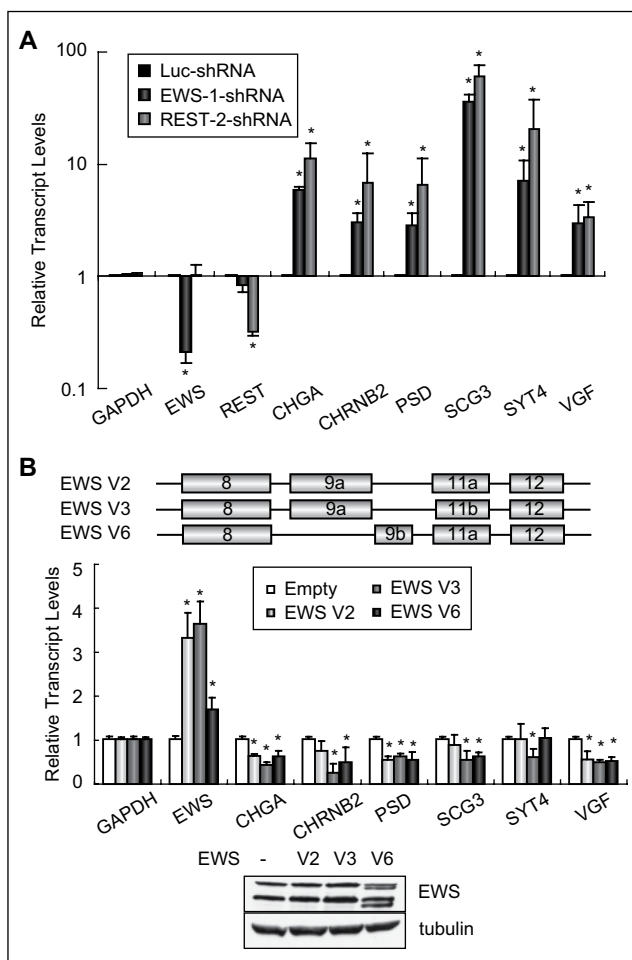 A
100
10
1
0.1
Relative Transcript Levels
Luc-shRNA
EWS-1-shRNA
REST-2-shRNA
* * * * * * * * * * * * * *
GAPDH EWS REST CHGA CHRNB2 PSD SCG3 SYT4 VGF
B
EWS V2 8 9a 11a 12
EWS V3 8 9a 11b 12
EWS V6 8 9b 11a 12
5
4
3
2
1
0
Relative Transcript Levels
Empty EWS V3
EWS V2 EWS V6
* * * * * * * * * * * * * * * * * *
GAPDH EWS CHGA CHRNB2 PSD SCG3 SYT4 VGF
EWS - V2 V3 V6
EWS
tubulin